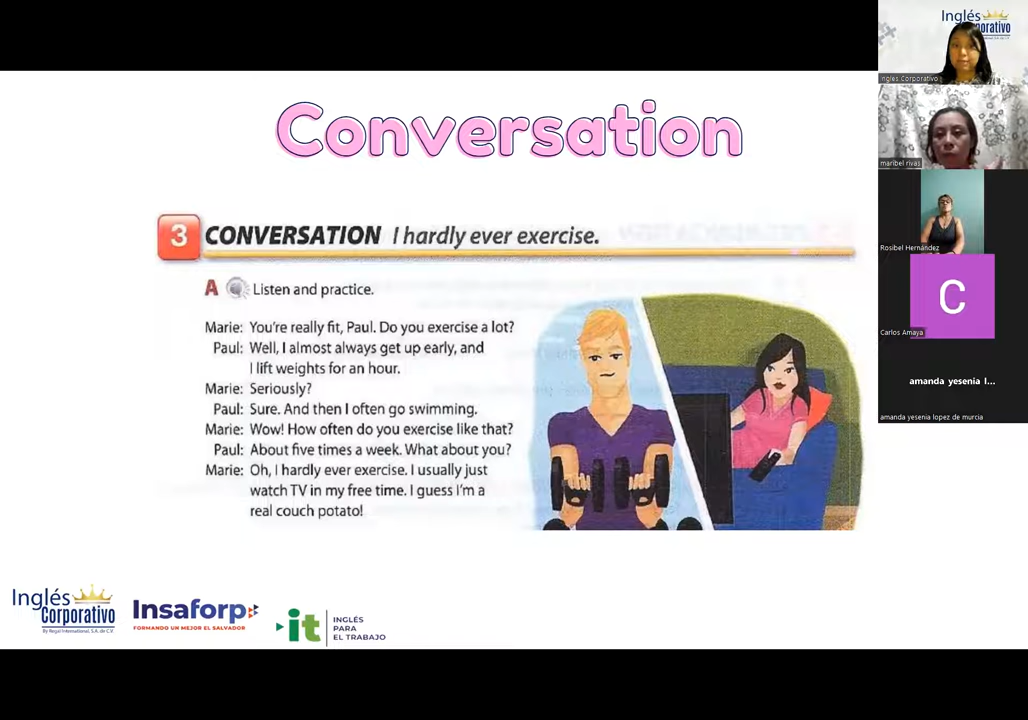 Conversation
3 CONVERSATION I hardly ever exercise.
A Listen and practice.
Marie: You're really fit, Paul. Do you exercise a lot?
Paul: Well, I almost always get up early, and
I lift weights for an hour.
Marie: Seriously?
Paul: Sure. And then I often go swimming.
Marie: Wow! How often do you exercise like that?
Paul: About five times a week. What about you?
Marie: Oh, I hardly ever exercise. I usually just
watch TV in my free time. I guess I'm a
real couch potato!
Inglés
Corporativo
By Regal International, S.A. de C.V.
Insaforp
FORMANDO UN MEJOR EL SALVADOR
it
INGLÉS
PARA
EL TRABAJO
Inglés
Ingles Corporativo
maribel rivas
Rosibel Hernández
C
Carlos Amaya
amanda yesenia l...
amanda yesenia lopez de murcia